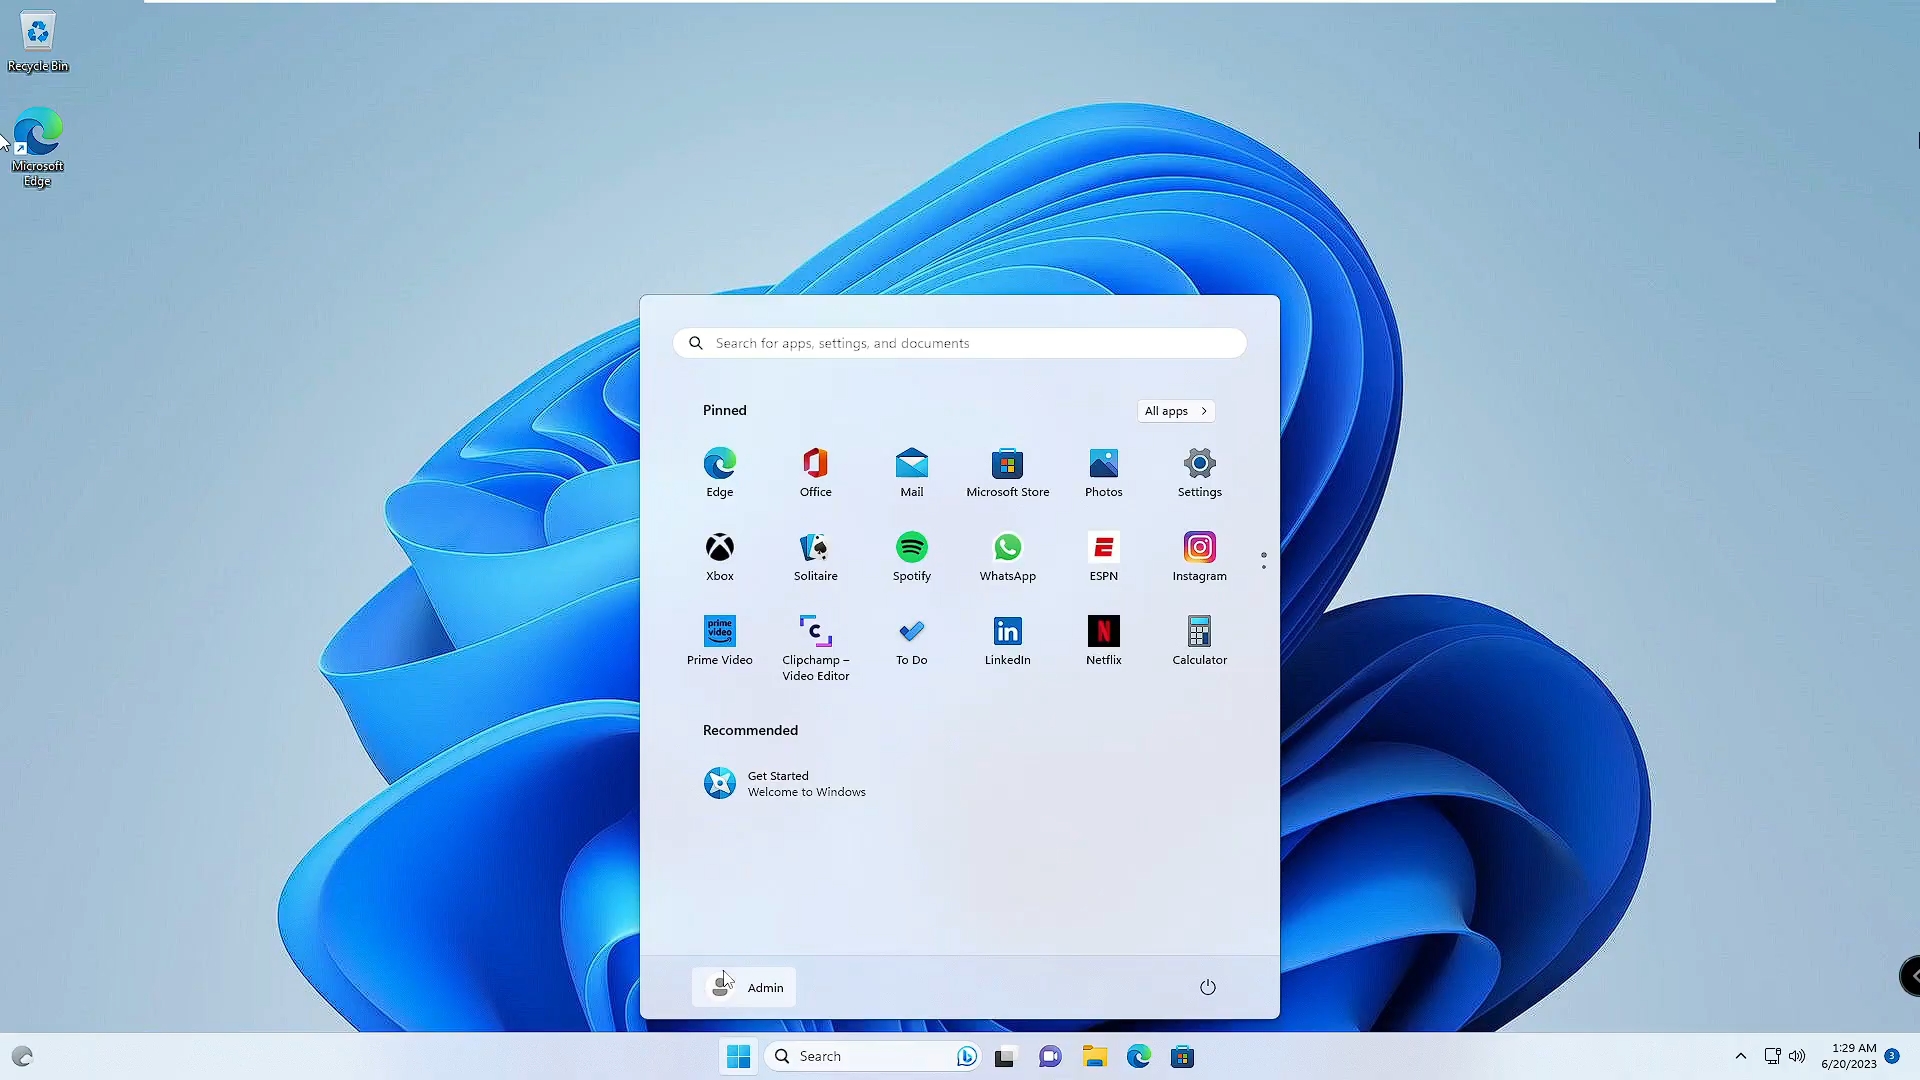 Recycle Bin
Microsoft
Edge
Search for apps, settings, and documents
Pinned
All apps
Edge
Office
Mail
Microsoft Store
Photos
Settings
Xbox
Solitaire
Spotify
WhatsApp
ESPN
Instagram
prime
video
Prime Video
Clipchamp –
Video Editor
To Do
LinkedIn
Netflix
Calculator
Recommended
Get Started
Welcome to Windows
Admin
Search
1:29 AM
6/20/2023
3